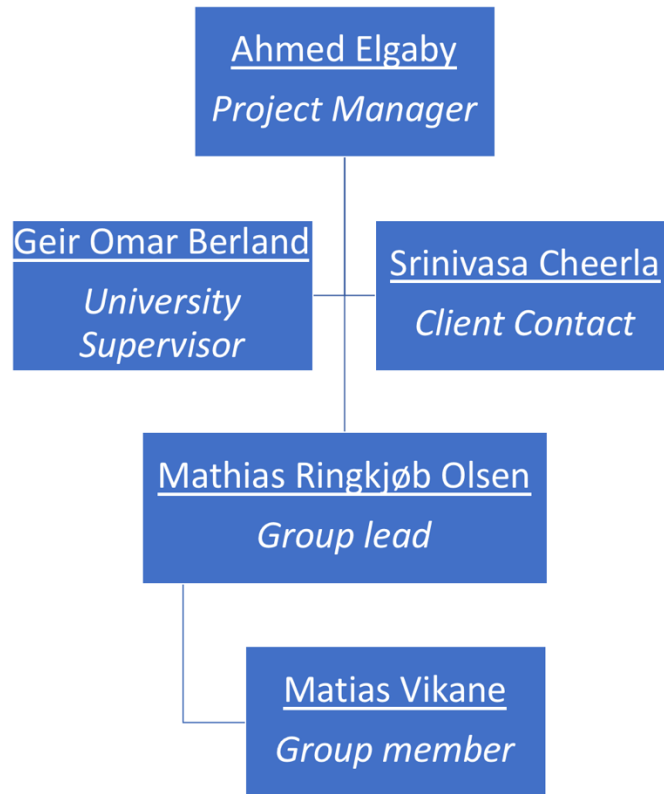 Ahmed Elgaby
Project Manager
Geir Omar Berland
University
Supervisor
Srinivasa Cheerla
Client Contact
Mathias Ringkjøb Olsen
Group lead
Matias Vikane
Group member